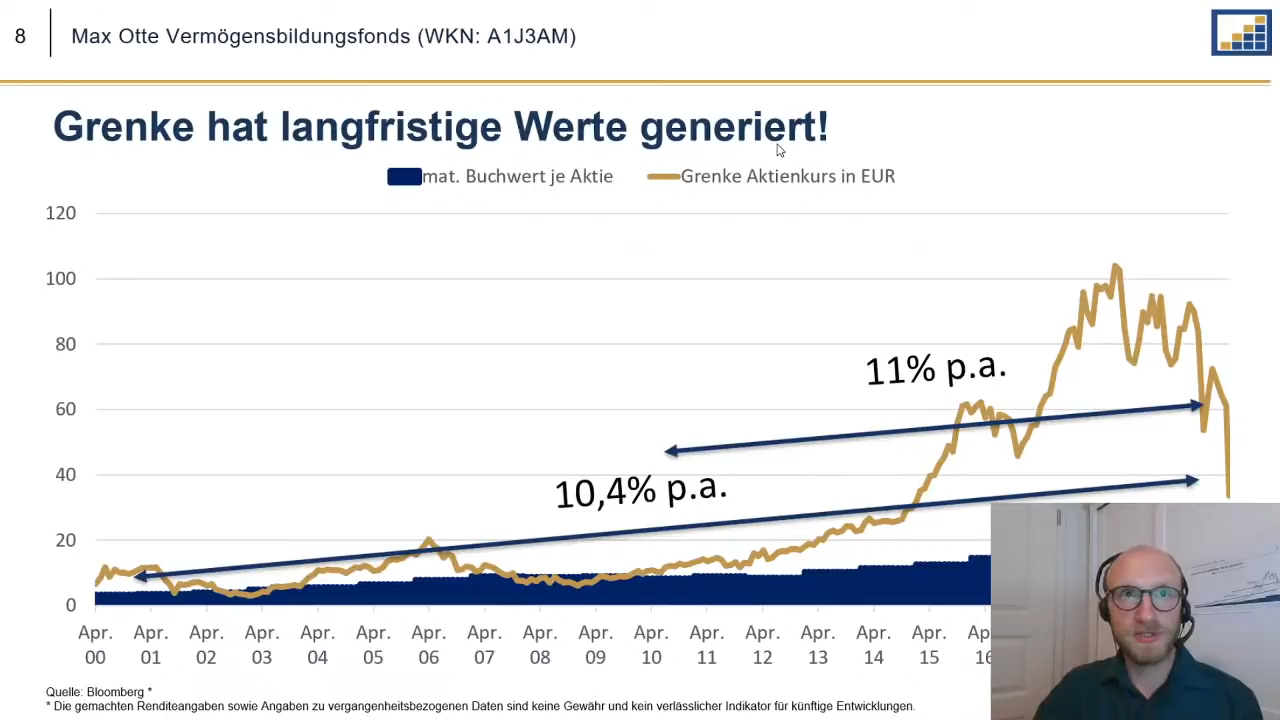 8
Max Otte Vermögensbildungsfonds (WKN: A1J3AM)
Grenke hat langfristige Werte generiert!
mat. Buchwert je Aktie
Grenke Aktienkurs in EUR
120
100
80
60
40
20
0
11% p.a.
10,4% p.a.
Apr. Apr. Apr. Apr. Apr. Apr. Apr. Apr. Apr. Apr. Apr. Apr. Apr. Apr. Apr. Apr. Ap
00 01 02 03 04 05 06 07 08 09 10 11 12 13 14 15 16
Quelle: Bloomberg *
* Die gemachten Renditeangaben sowie Angaben zu vergangenheitsbezogenen Daten sind keine Gewähr und kein verlässlicher Indikator für künftige Entwicklungen.